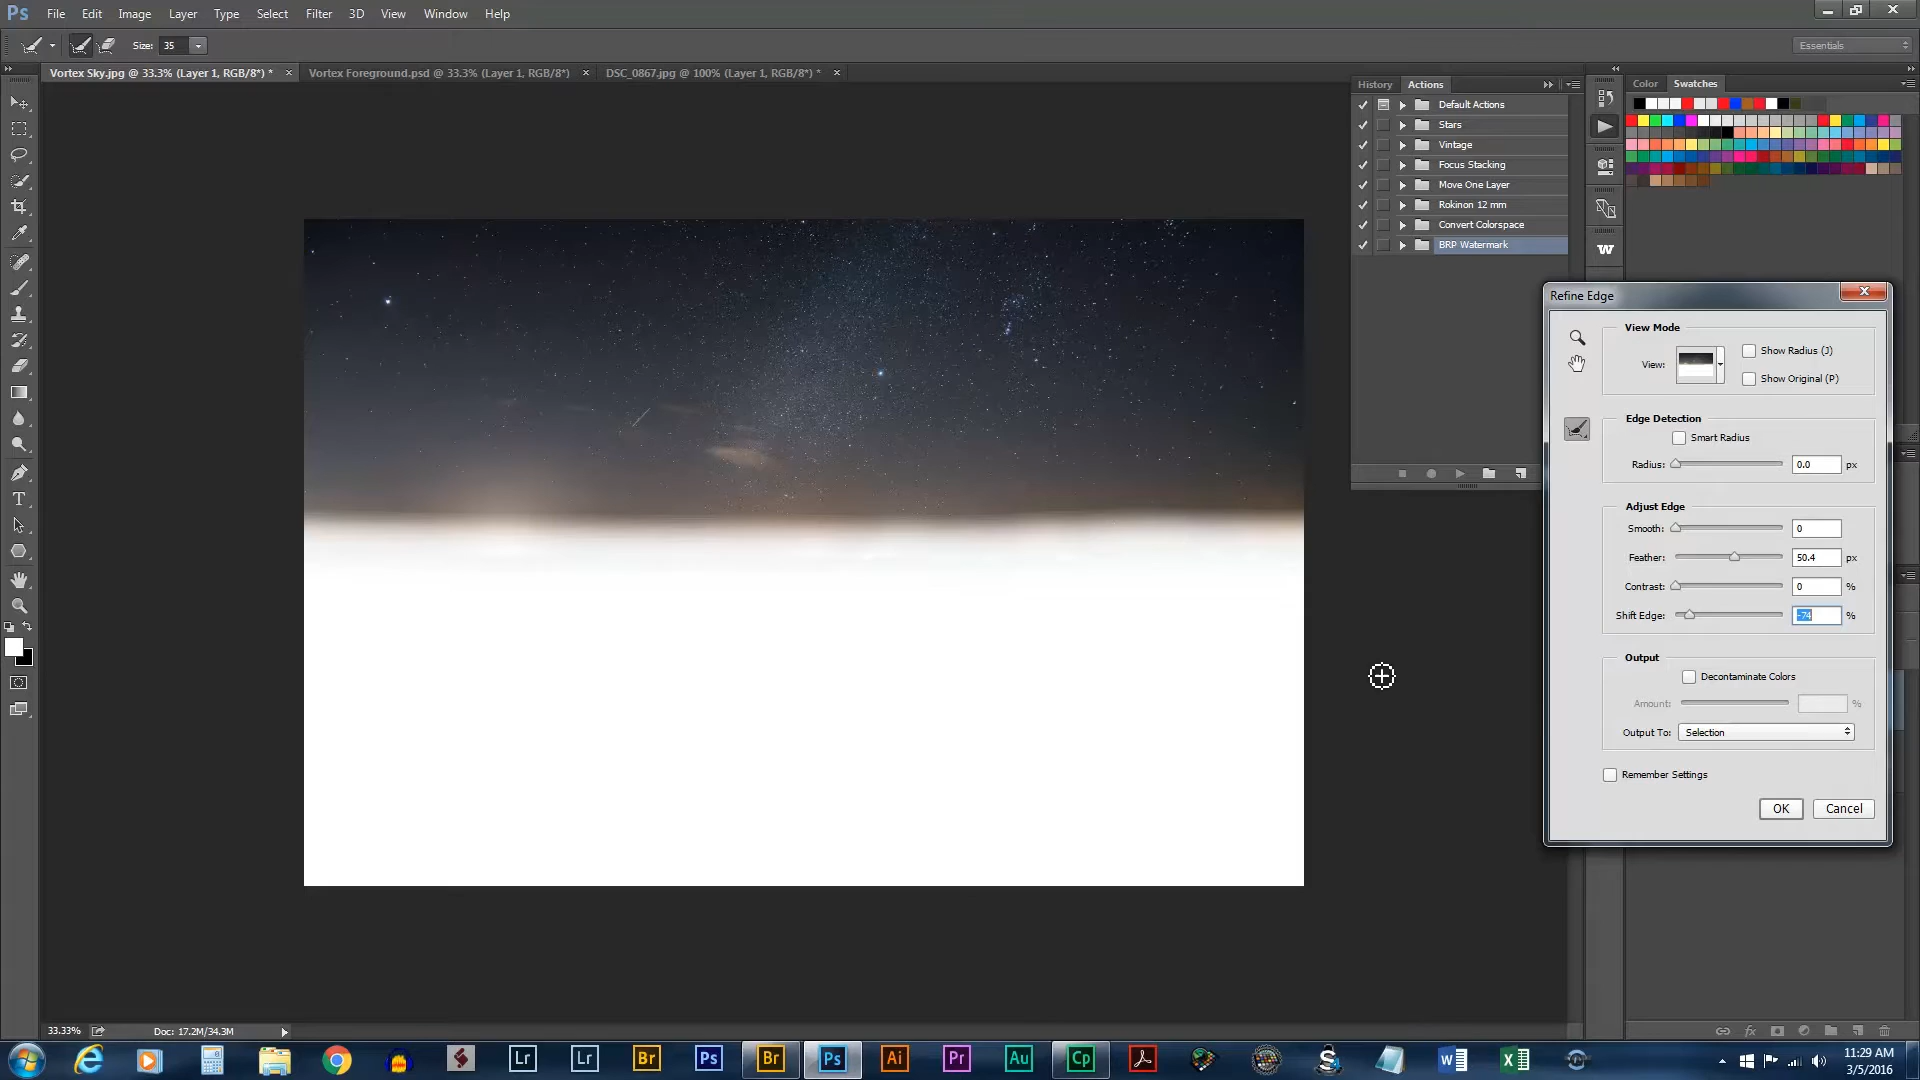 Ps File Edit Image Layer Type Select Filter 3D View Window Help
Size: 35
Essentials
Vortex Sky.jpg @ 33.3% (Layer 1, RGB/8*) *
Vortex Foreground.psd @ 33.3% (Layer 1, RGB/8*)
DSC_0867.jpg @ 100% (Layer 1, RGB/8*) *
History Actions
Color Swatches
Default Actions
Stars
Vintage
Focus Stacking
Move One Layer
Rokinon 12 mm
Convert Colorspace
BRP Watermark
Refine Edge
View Mode
View:
Show Radius (J)
Show Original (P)
Edge Detection
Smart Radius
Radius: 0.0 px
Adjust Edge
Smooth: 0
Feather: 50.4 px
Contrast: 0 %
Shift Edge: -74 %
Output
Decontaminate Colors
Amount: %
Output To: Selection
Remember Settings
OK Cancel
T
W
fx
33.33% Doc: 17.2M/34.3M
Lr Lr Br Ps Br Ps Ai Pr Au Cp
11:29 AM
3/5/2016